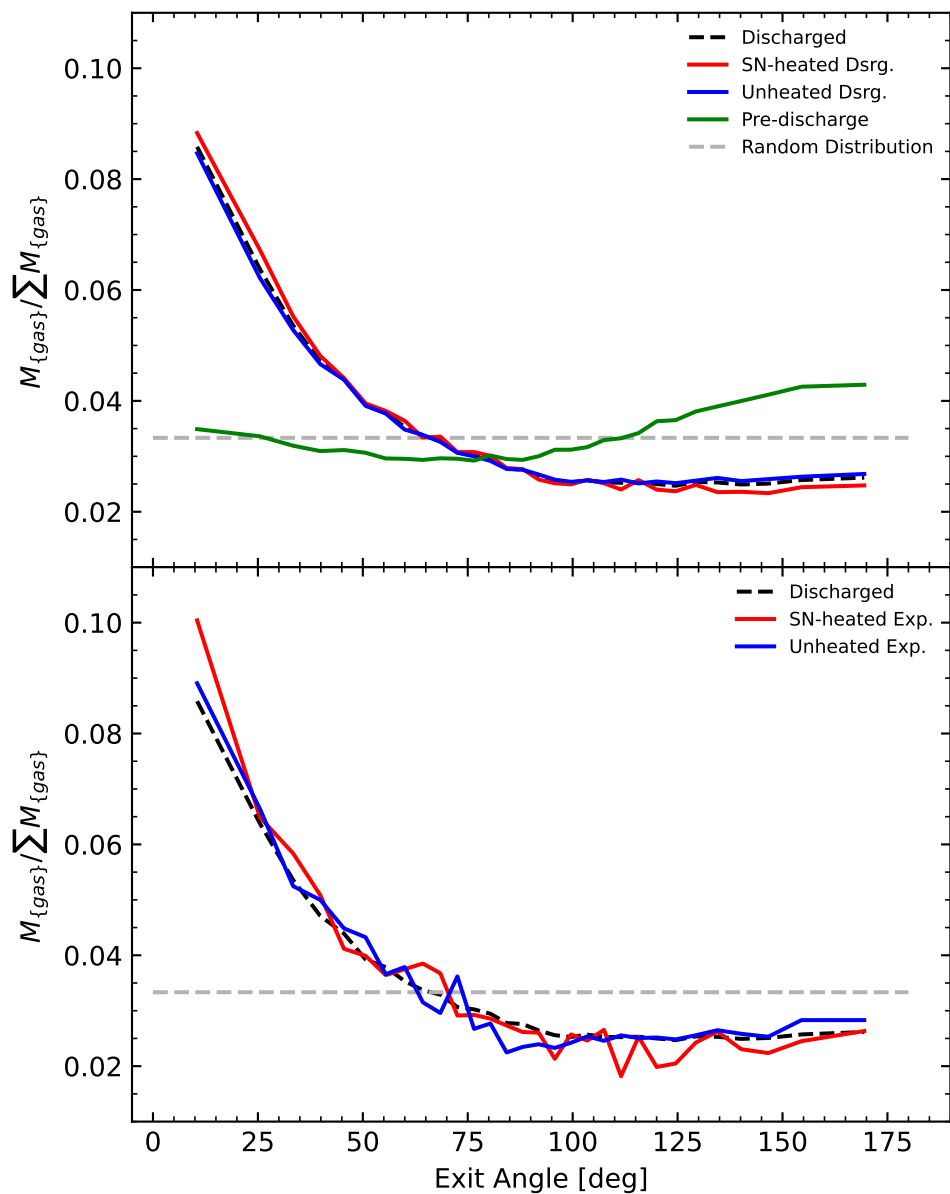 Discharged
SN-heated Dsrg.
Unheated Dsrg.
Pre-discharge
Random Distribution
0.10
0.08
0.06
0.04
0.02
M_{gas}/∑M_{gas}
Discharged
SN-heated Exp.
Unheated Exp.
0.10
0.08
0.06
0.04
0.02
M_{gas}/∑M_{gas}
0 25 50 75 100 125 150 175
Exit Angle [deg]